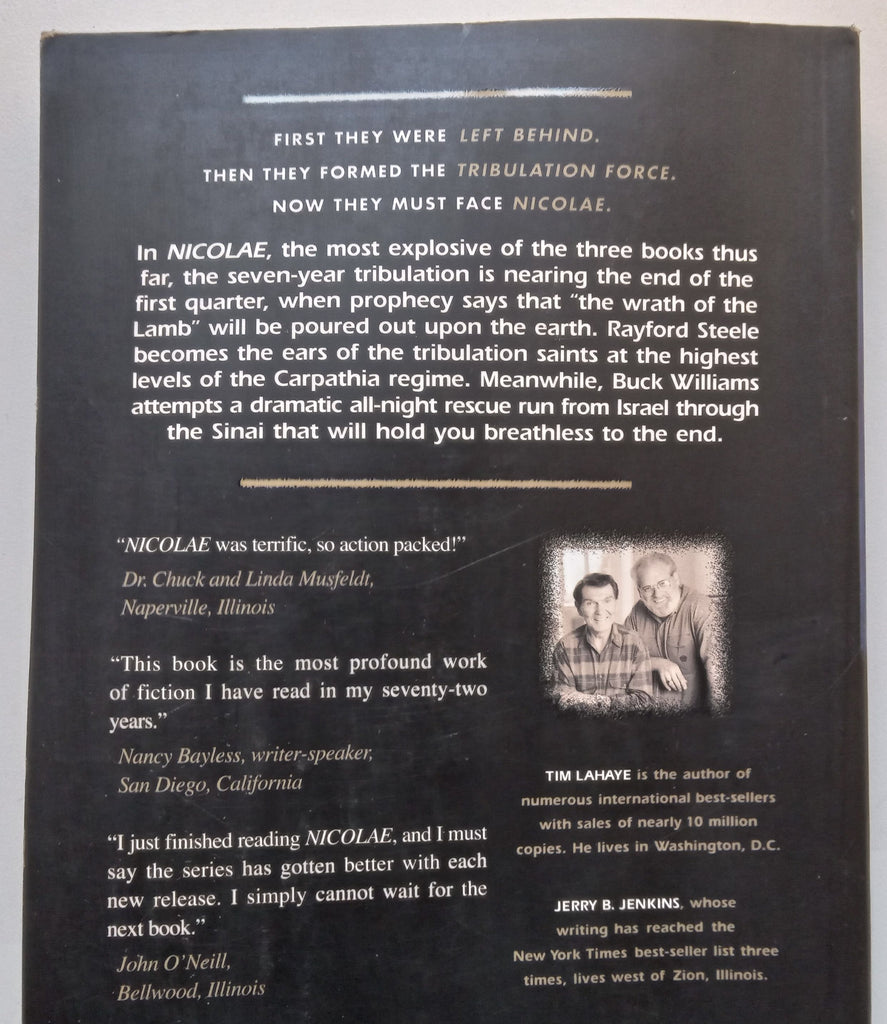 FIRST THEY WERE LEFT BEHIND.
THEN THEY FORMED THE TRIBULATION FORCE.
NOW THEY MUST FACE NICOLAE.
In NICOLAE, the most explosive of the three books thus
far, the seven-year tribulation is nearing the end of the
first quarter, when prophecy says that “the wrath of the
Lamb” will be poured out upon the earth. Rayford Steele
becomes the ears of the tribulation saints at the highest
levels of the Carpathia regime. Meanwhile, Buck Williams
attempts a dramatic all-night rescue run from Israel through
the Sinai that will hold you breathless to the end.
“NICOLAE was terrific, so action packed!”
Dr. Chuck and Linda Musfeldt,
Naperville, Illinois
“This book is the most profound work
of fiction I have read in my seventy-two
years.”
Nancy Bayless, writer-speaker,
San Diego, California
“I just finished reading NICOLAE, and I must
say the series has gotten better with each
new release. I simply cannot wait for the
next book.”
John O’Neill,
Bellwood, Illinois
TIM LAHAYE is the author of
numerous international best-sellers
with sales of nearly 10 million
copies. He lives in Washington, D.C.
JERRY B. JENKINS, whose
writing has reached the
New York Times best-seller list three
times, lives west of Zion, Illinois.